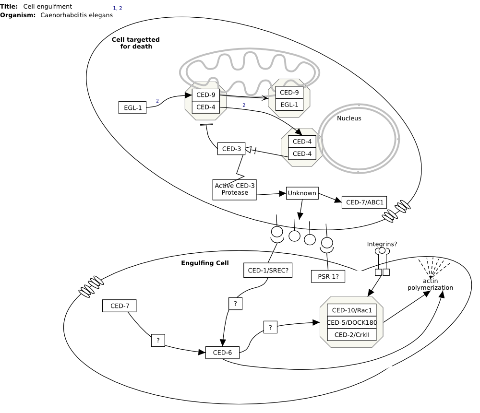 Title: Cell engulfment
1, 2
Organism: Caenorhabditis elegans
Cell targetted
for death
CED-9
CED-4
CED-9
EGL-1
EGL-1
2
2
Nucleus
CED-4
CED-4
CED-3
Active CED-3
Protease
Unknown
CED-7/ABC1
Integrins?
Engulfing Cell
CED-1/SREC?
PSR 1?
actin
polymerization
CED-7
?
CED-10/Rac1
CED-5/DOCK180
CED-2/CrkII
?
?
CED-6